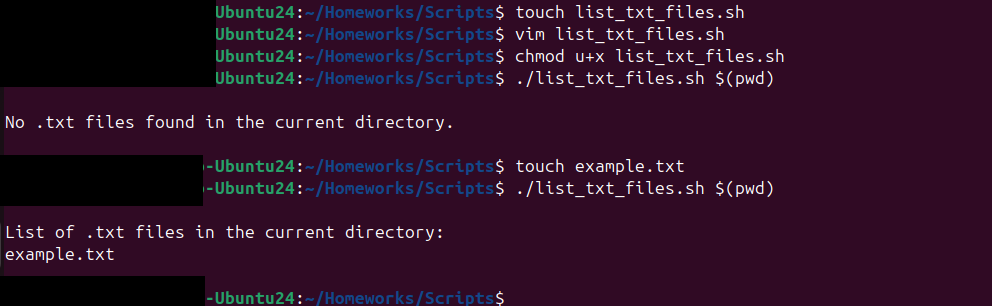 Ubuntu24:~/Homeworks/Scripts$ touch list_txt_files.sh
Ubuntu24:~/Homeworks/Scripts$ vim list_txt_files.sh
Ubuntu24:~/Homeworks/Scripts$ chmod u+x list_txt_files.sh
Ubuntu24:~/Homeworks/Scripts$ ./list_txt_files.sh $(pwd)
No .txt files found in the current directory.
-Ubuntu24:~/Homeworks/Scripts$ touch example.txt
-Ubuntu24:~/Homeworks/Scripts$ ./list_txt_files.sh $(pwd)
List of .txt files in the current directory:
example.txt
-Ubuntu24:~/Homeworks/Scripts$